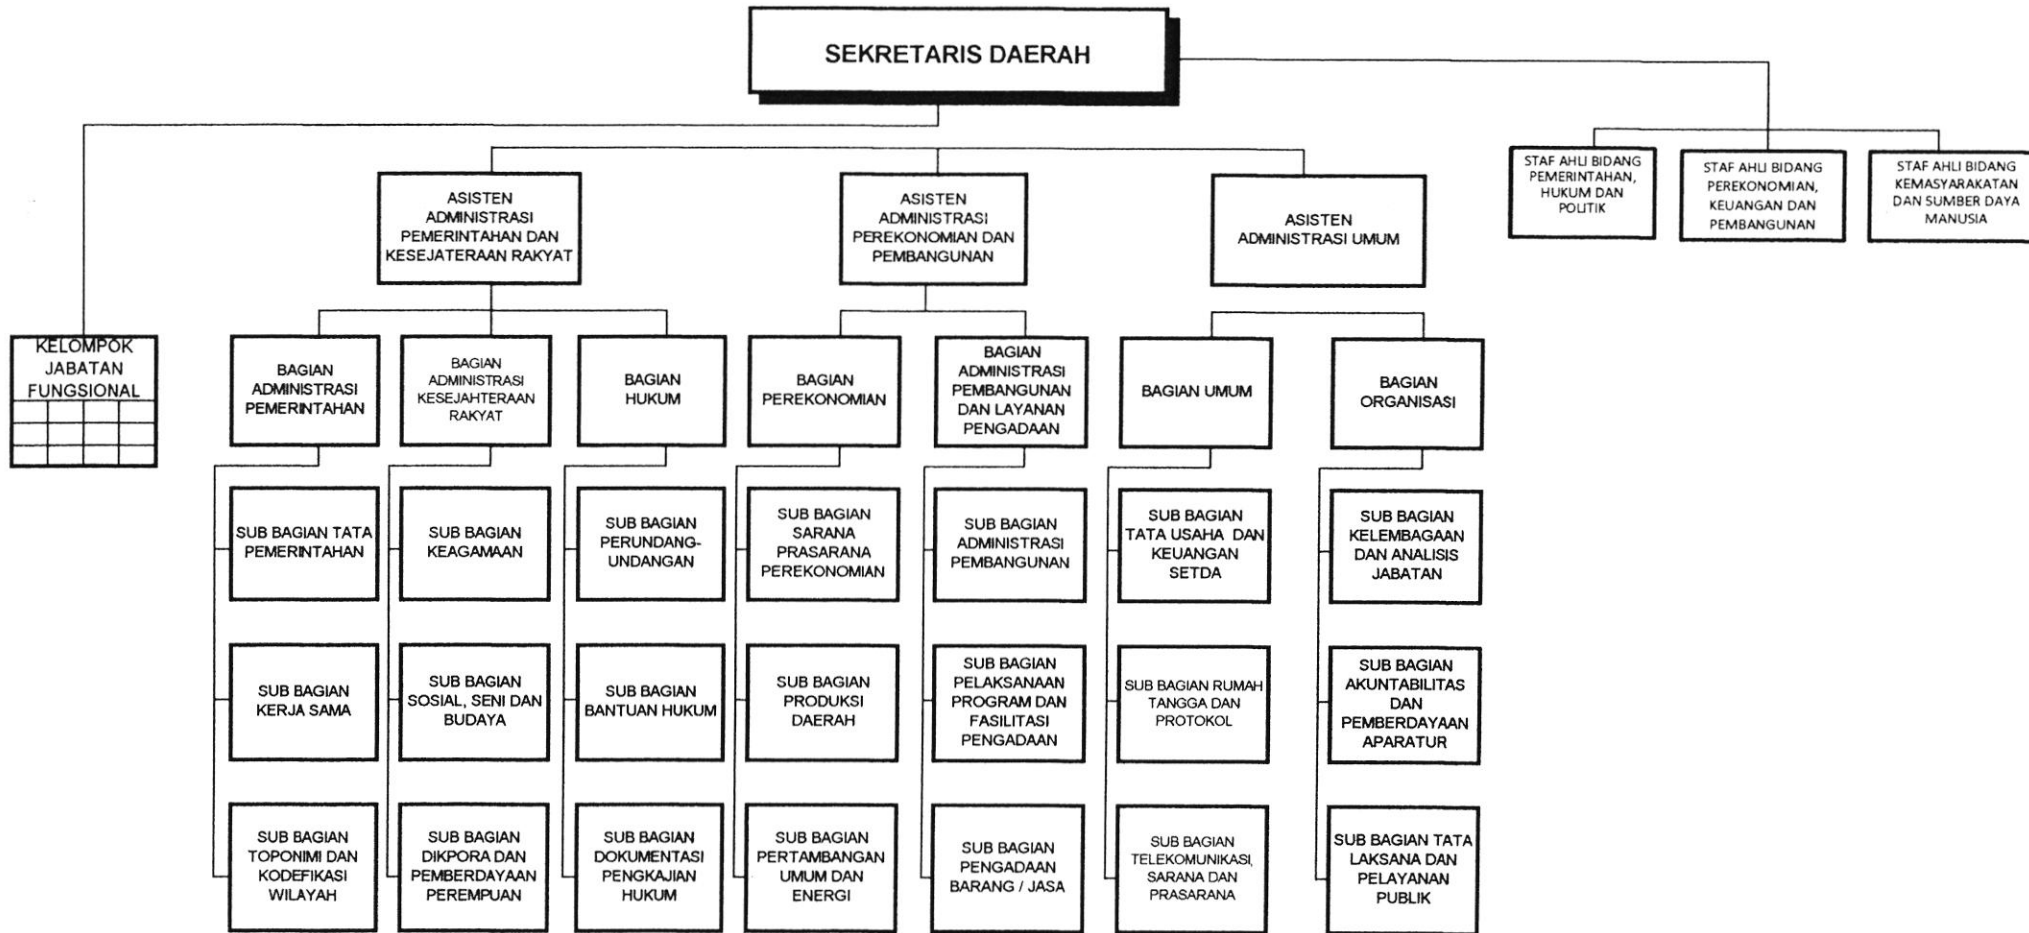 SEKRETARIS DAERAH
STAF AHLI BIDANG
PEMERINTAHAN,
HUKUM DAN
POLITIK
STAF AHLI BIDANG
PEREKONOMIAN,
KEUANGAN DAN
PEMBANGUNAN
STAF AHLI BIDANG
KEMASYARAKATAN
DAN SUMBER DAYA
MANUSIA
ASISTEN
ADMINISTRASI
PEMERINTAHAN DAN
KESEJATERAAN RAKYAT
ASISTEN
ADMINISTRASI
PEREKONOMIAN DAN
PEMBANGUNAN
ASISTEN
ADMINISTRASI UMUM
KELOMPOK
JABATAN
FUNGSIONAL
BAGIAN
ADMINISTRASI
PEMERINTAHAN
BAGIAN
ADMINISTRASI
KESEJAHTERAAN
RAKYAT
BAGIAN
HUKUM
BAGIAN
PEREKONOMIAN
BAGIAN
ADMINISTRASI
PEMBANGUNAN
DAN LAYANAN
PENGADAAN
BAGIAN UMUM
BAGIAN
ORGANISASI
SUB BAGIAN TATA
PEMERINTAHAN
SUB BAGIAN
KEAGAMAAN
SUB BAGIAN
PERUNDANG-
UNDANGAN
SUB BAGIAN
SARANA
PRASARANA
PEREKONOMIAN
SUB BAGIAN
ADMINISTRASI
PEMBANGUNAN
SUB BAGIAN
TATA USAHA DAN
KEUANGAN
SETDA
SUB BAGIAN
KELEMBAGAAN
DAN ANALISIS
JABATAN
SUB BAGIAN
KERJA SAMA
SUB BAGIAN
SOSIAL, SENI DAN
BUDAYA
SUB BAGIAN
BANTUAN HUKUM
SUB BAGIAN
PRODUKSI
DAERAH
SUB BAGIAN
PELAKSANAAN
PROGRAM DAN
FASILITASI
PENGADAAN
SUB BAGIAN RUMAH
TANGGA DAN
PROTOKOL
SUB BAGIAN
AKUNTABILITAS
DAN
PEMBERDAYAAN
APARATUR
SUB BAGIAN
TOPONIMI DAN
KODEFIKASI
WILAYAH
SUB BAGIAN
DIKPORA DAN
PEMBERDAYAAN
PEREMPUAN
SUB BAGIAN
DOKUMENTASI
PENGKAJIAN
HUKUM
SUB BAGIAN
PERTAMBANGAN
UMUM DAN
ENERGI
SUB BAGIAN
PENGADAAN
BARANG / JASA
SUB BAGIAN
TELEKOMUNIKASI,
SARANA DAN
PRASARANA
SUB BAGIAN TATA
LAKSANA DAN
PELAYANAN
PUBLIK